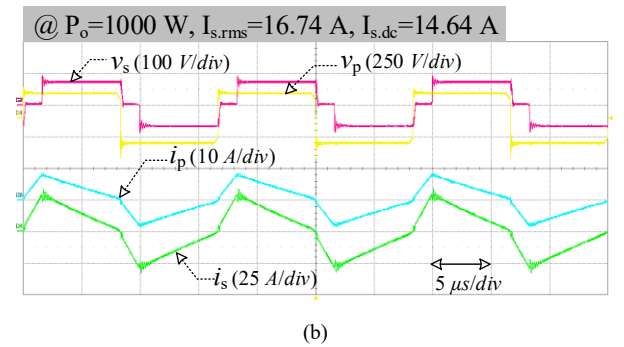 @ Pₒ=1000 W, Iₛ.rms=16.74 A, Iₛ.dc=14.64 A
vₛ (100 V/div) vₚ (250 V/div)
iₚ (10 A/div)
iₛ (25 A/div)
5 μs/div
(b)